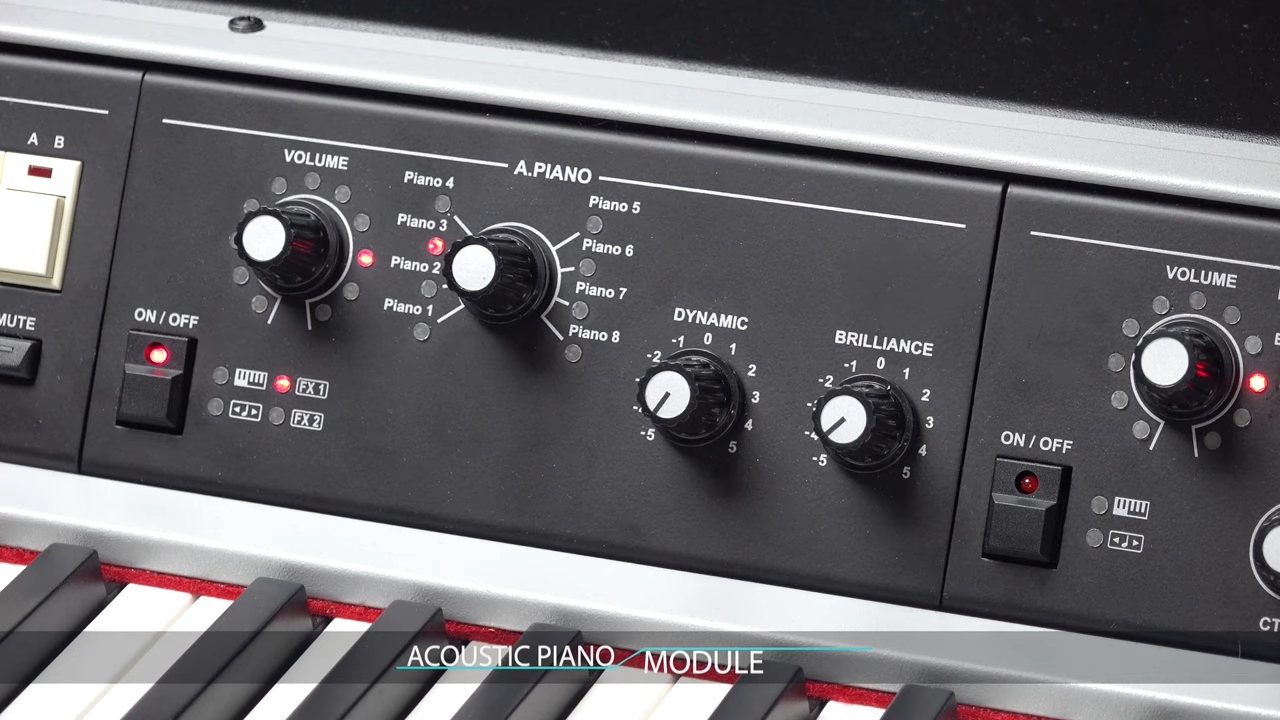 A B
MUTE
A.PIANO
VOLUME
Piano 4
Piano 3
Piano 2
Piano 1
Piano 5
Piano 6
Piano 7
Piano 8
ON / OFF
FX 1
FX 2
DYNAMIC
-2 -1 0 1 2 3 4 5
-5
BRILLIANCE
-2 -1 0 1 2 3 4 5
-5
VOLUME
ON / OFF
ACOUSTIC PIANO MODULE